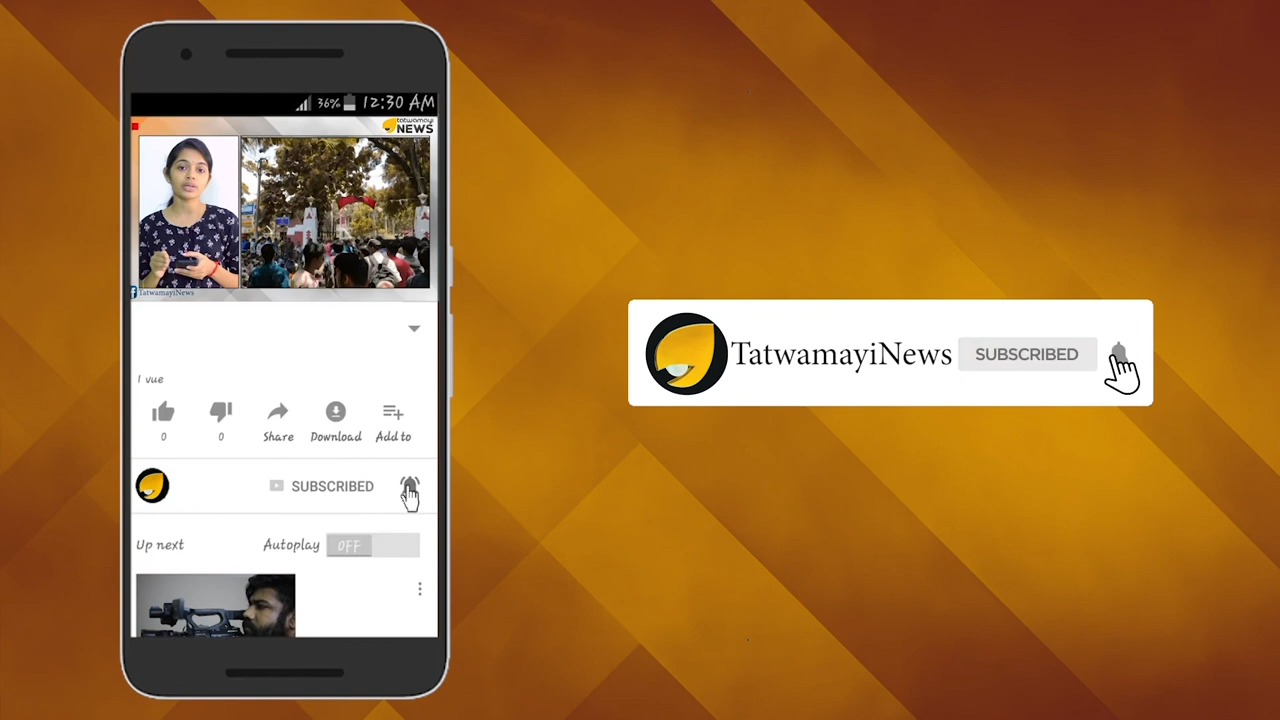 36% 12:30 AM
tatwamayi
NEWS
TatwamayiNews
1 vue
0 0 Share Download Add to
SUBSCRIBED
Up next Autoplay OFF
TatwamayiNews SUBSCRIBED